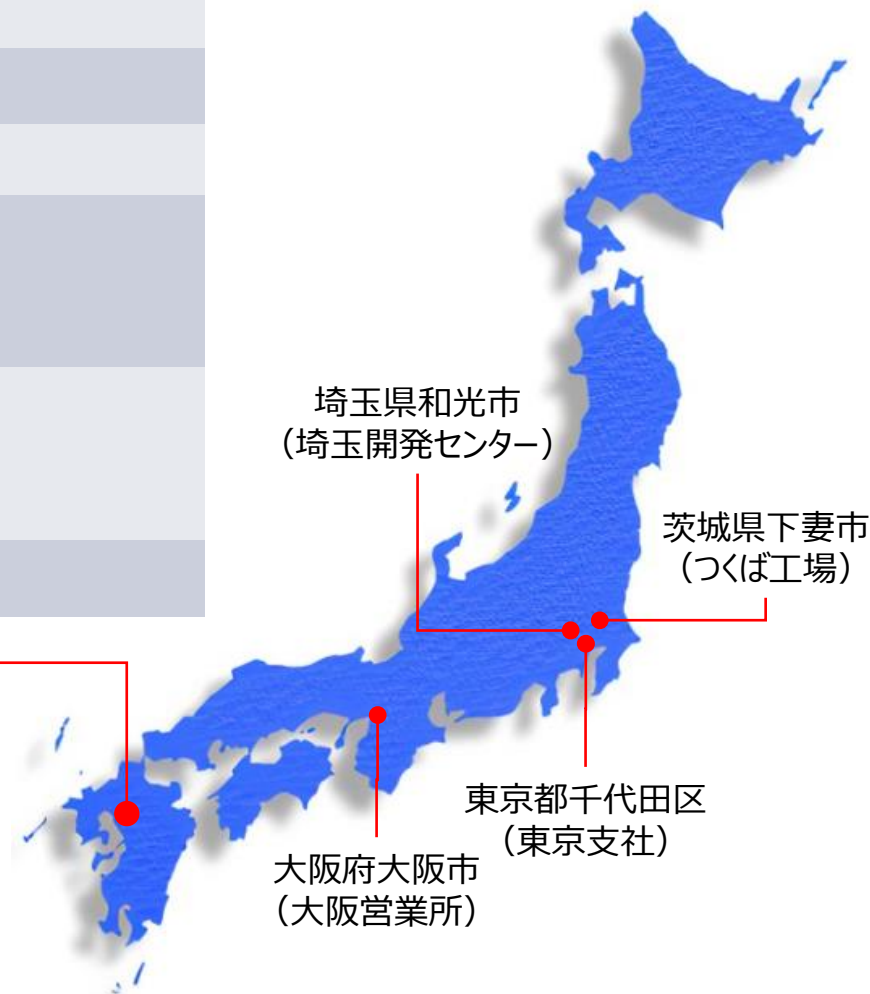 埼玉県和光市
（埼玉開発センター）
茨城県下妻市
（つくば工場）
東京都千代田区
（東京支社）
大阪府大阪市
（大阪営業所）